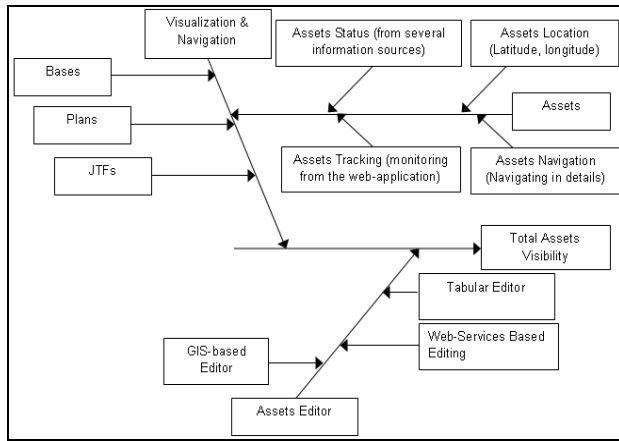 Visualization &
Navigation
Assets Status (from several
information sources)
Assets Location
(Latitude, longitude)
Bases
Plans
Assets
JTFs
Assets Tracking (monitoring
from the web-application)
Assets Navigation
(Navigating in details)
Total Assets
Visibility
Tabular Editor
Web-Services Based
Editing
GIS-based
Editor
Assets Editor